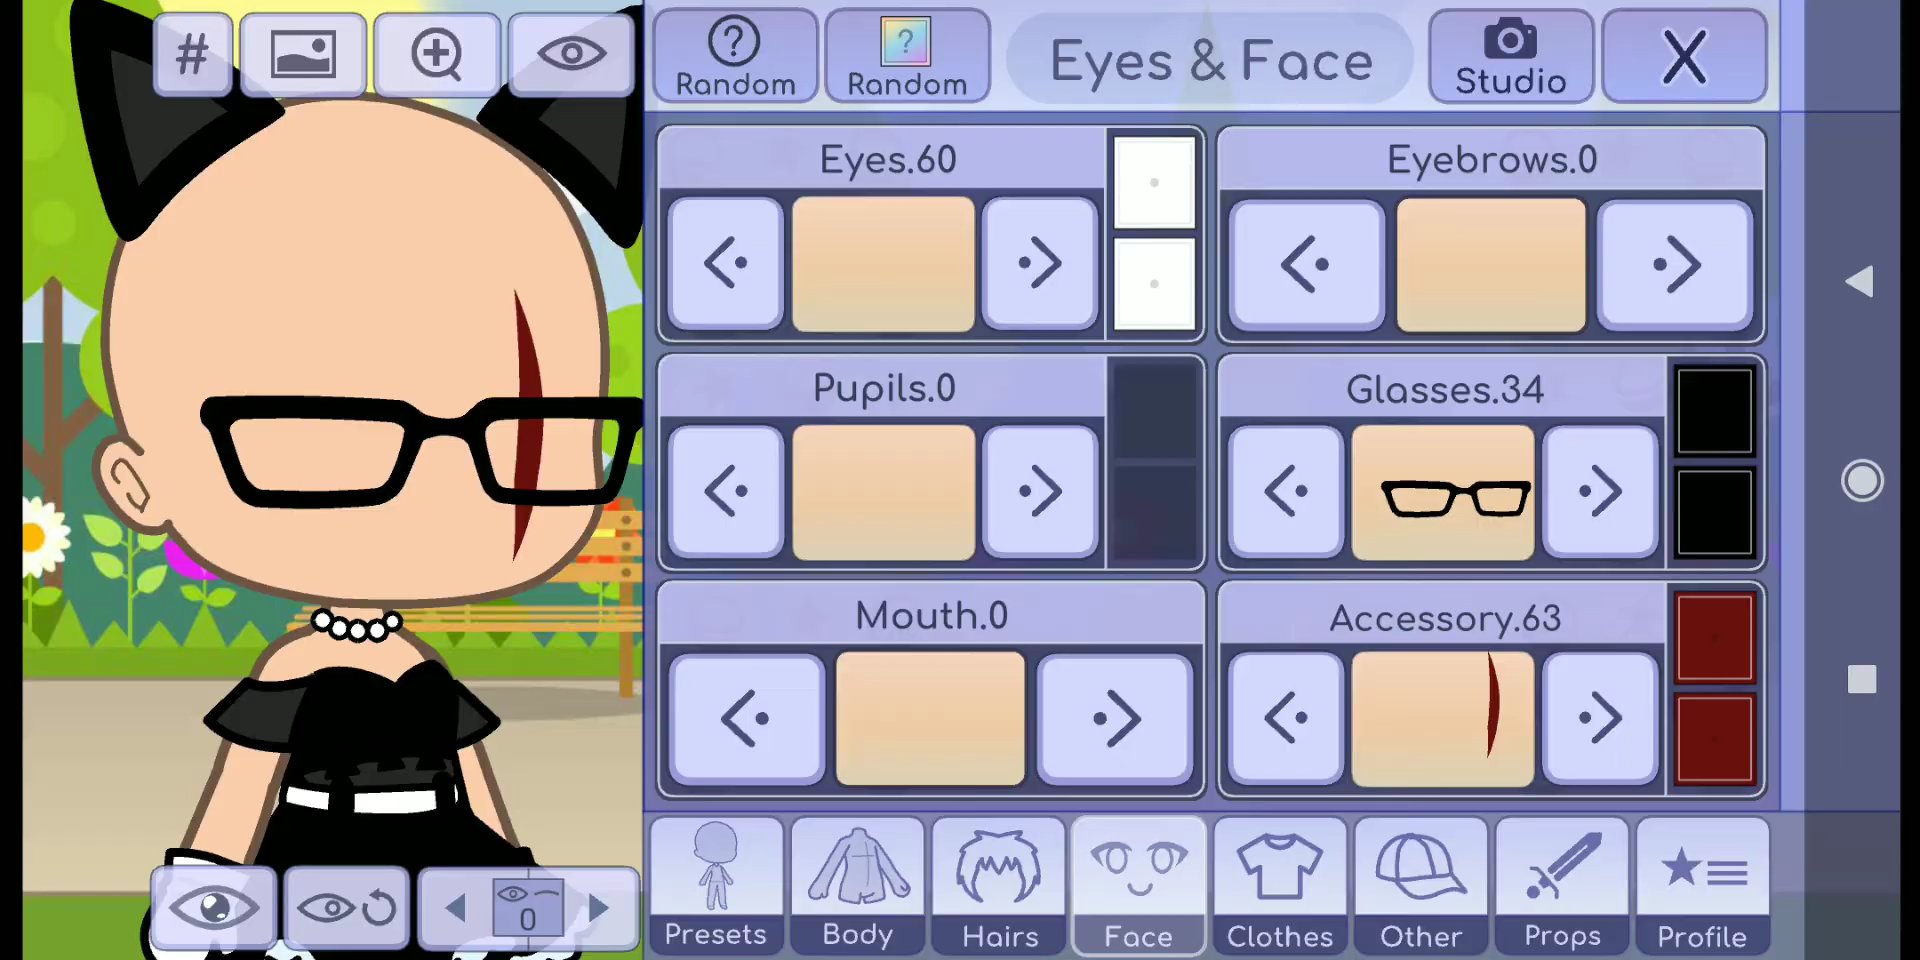 #
? Random
? Random
Eyes & Face
Studio
X
Eyes.60
Eyebrows.0
Pupils.0
Glasses.34
Mouth.0
Accessory.63
0
Presets
Body
Hairs
Face
Clothes
Other
Props
Profile